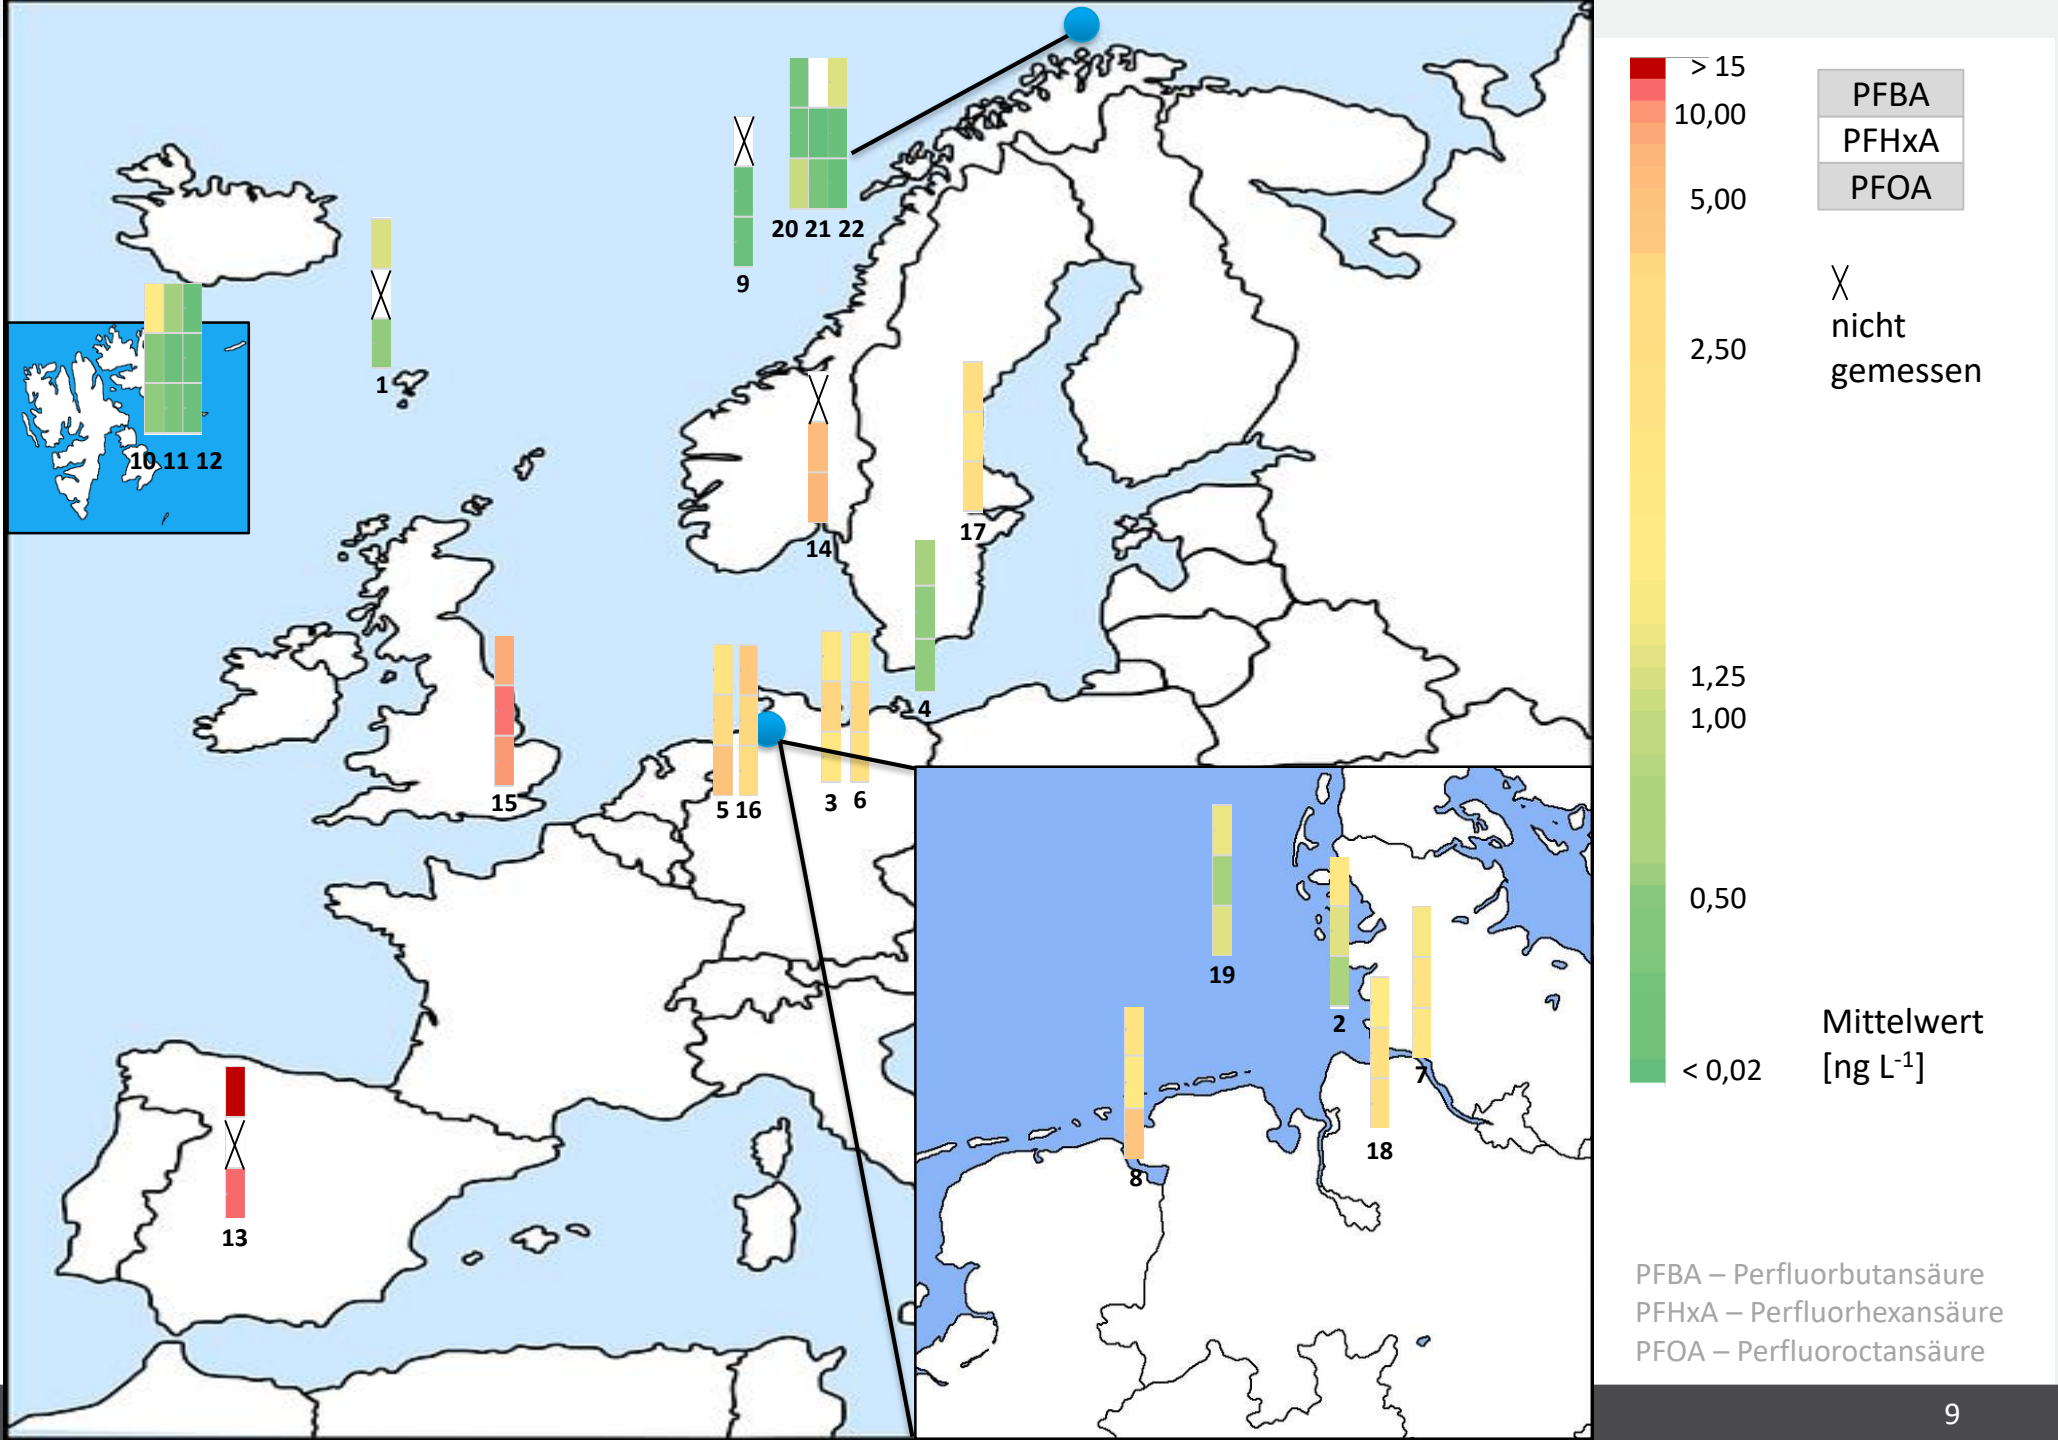 20 21 22
9
1
10 11 12
14
17
4
15
5 16
3
6
13
19
2
7
18
8
> 15
10,00
5,00
2,50
1,25
1,00
0,50
< 0,02
PFBA
PFHxA
PFOA
nicht
gemessen
Mittelwert
[ng L⁻¹]
PFBA – Perfluorbutansäure
PFHxA – Perfluorhexansäure
PFOA – Perfluoroctansäure
9